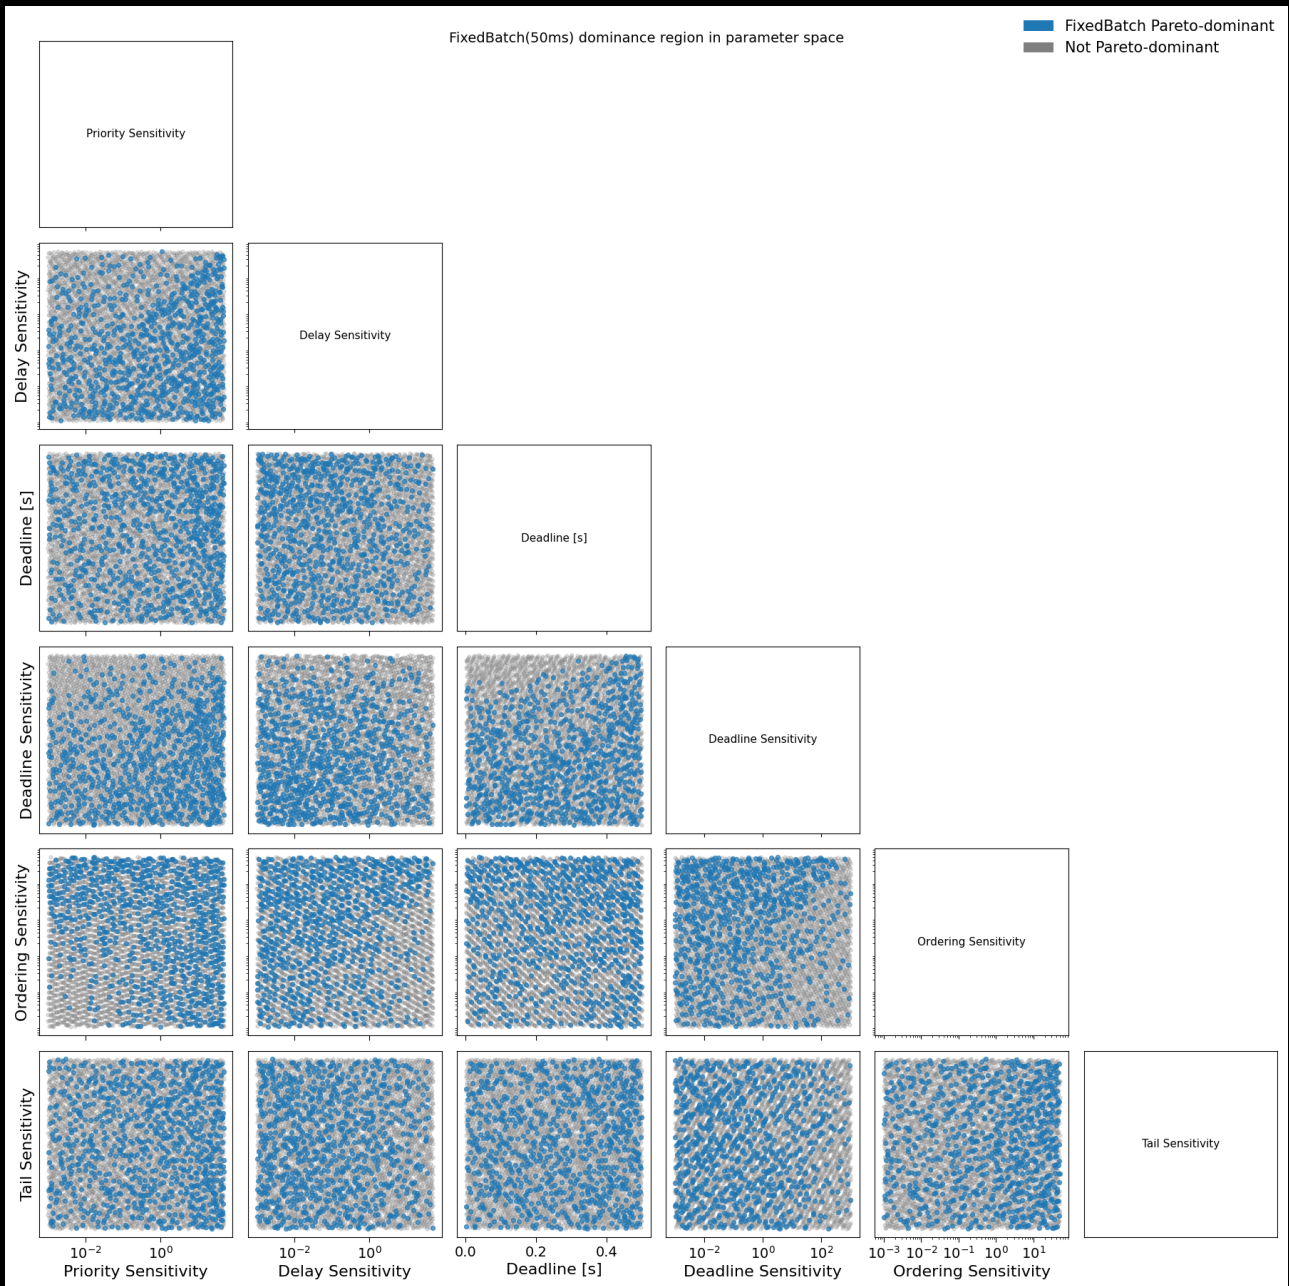 FixedBatch(50ms) dominance region in parameter space
FixedBatch Pareto-dominant
Not Pareto-dominant
Priority Sensitivity
Delay Sensitivity
Delay Sensitivity
Deadline [s]
Deadline [s]
Deadline Sensitivity
Deadline Sensitivity
Ordering Sensitivity
Ordering Sensitivity
Tail Sensitivity
Tail Sensitivity
10⁻² 10⁰
10⁻² 10⁰
0.0 0.2 0.4
10⁻² 10⁰ 10²
10⁻³ 10⁻² 10⁻¹ 10⁰ 10¹
Priority Sensitivity
Delay Sensitivity
Deadline [s]
Deadline Sensitivity
Ordering Sensitivity